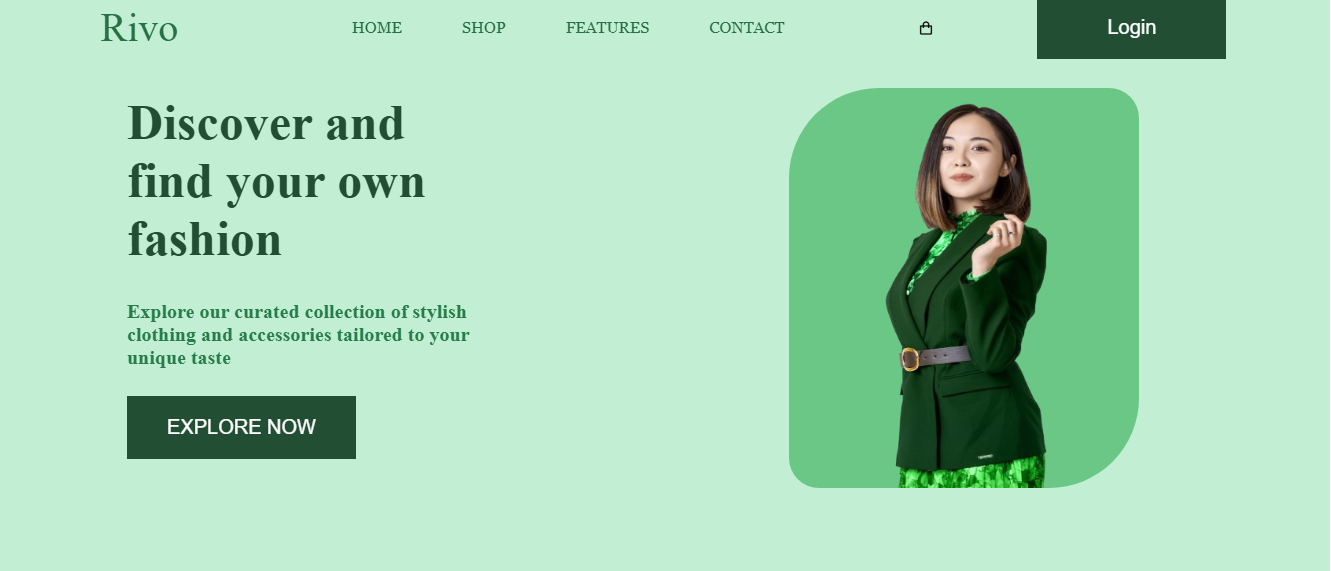 Rivo
HOME
SHOP
FEATURES
CONTACT
Login
Discover and
find your own
fashion
Explore our curated collection of stylish
clothing and accessories tailored to your
unique taste
EXPLORE NOW